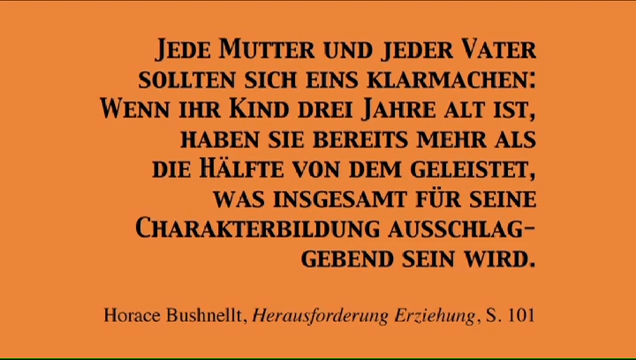 Jede Mutter und jeder Vater
sollten sich eins klarmachen:
Wenn ihr Kind drei Jahre alt ist,
haben sie bereits mehr als
die Hälfte von dem geleistet,
was insgesamt für seine
Charakterbildung ausschlag-
gebend sein wird.
Horace Bushnellt, Herausforderung Erziehung, S. 101